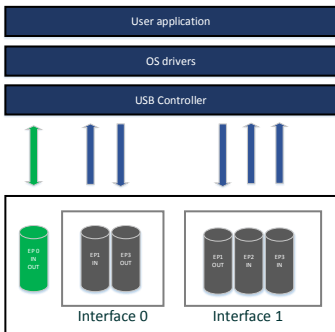 User application
OS drivers
USB Controller
EP 0
IN
OUT
EP1
IN
EP3
OUT
EP1
OUT
EP2
IN
EP3
IN
Interface 0
Interface 1